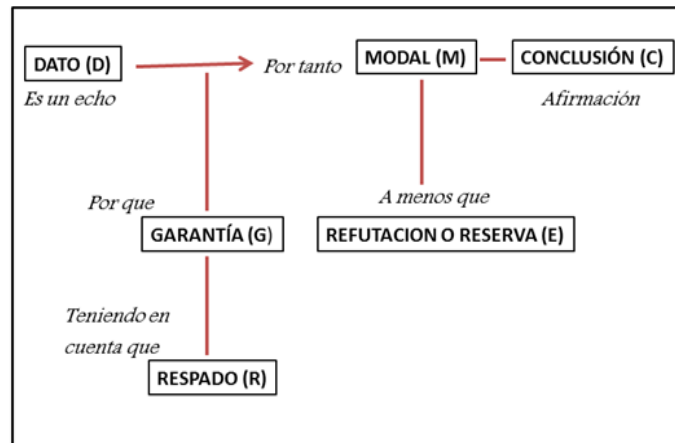 DATO (D)
Es un echo
Por tanto
MODAL (M)
CONCLUSIÓN (C)
Afirmación
Por que
GARANTÍA (G)
A menos que
REFUTACION O RESERVA (E)
Teniendo en
cuenta que
RESPADO (R)